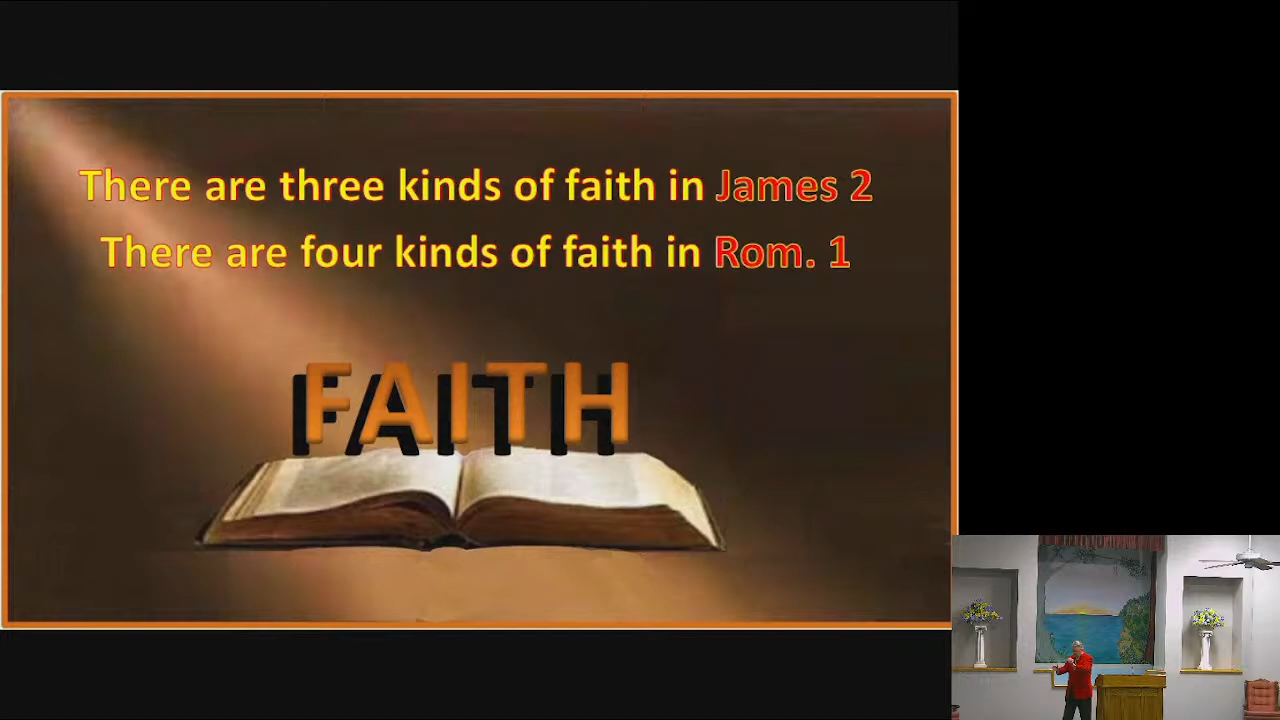 There are three kinds of faith in James 2
There are four kinds of faith in Rom. 1
FAITH